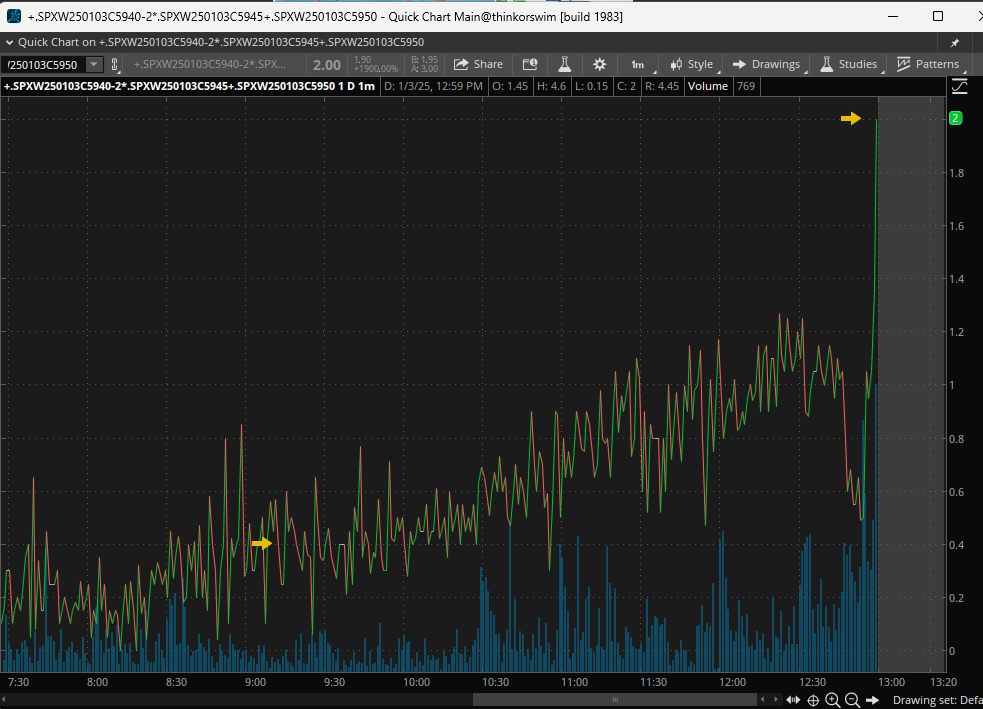 +.SPXW250103C5940-2*.SPXW250103C5945+.SPXW250103C5950 - Quick Chart Main@thinkorswim [build 1983]
Quick Chart on +.SPXW250103C5940-2*.SPXW250103C5945+.SPXW250103C5950
/250103C5950 +.SPXW250103C5940-2*.SPX... 2.00 1.90 +1900,00% B: 1,95 A: 3,00 Share 1m Style Drawings Studies Patterns
+.SPXW250103C5940-2*.SPXW250103C5945+.SPXW250103C5950 1 D 1m D: 1/3/25, 12:59 PM O: 1.45 H: 4.6 L: 0.15 C: 2 R: 4.45 Volume 769
2
1.8
1.6
1.4
1.2
1
0.8
0.6
0.4
0.2
0
7:30 8:00 8:30 9:00 9:30 10:00 10:30 11:00 11:30 12:00 12:30 13:00 13:20
Drawing set: Defa